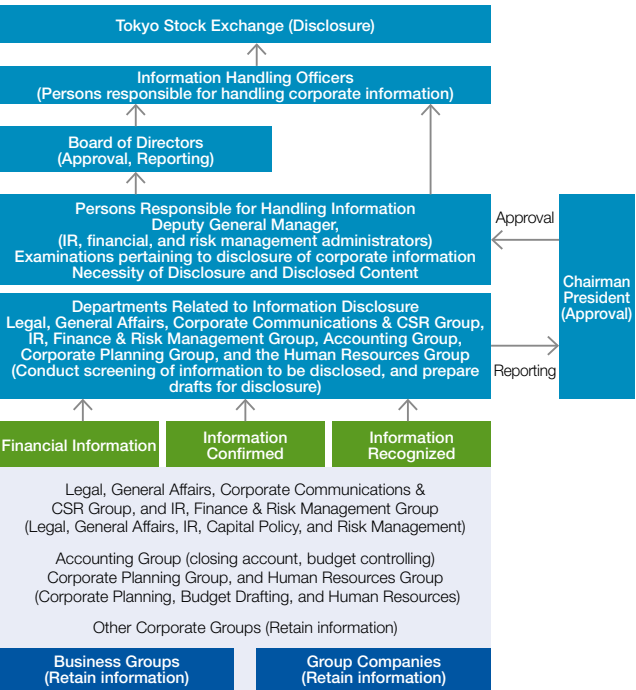 Tokyo Stock Exchange (Disclosure)
Information Handling Officers
(Persons responsible for handling corporate information)
Board of Directors
(Approval, Reporting)
Persons Responsible for Handling Information
Deputy General Manager,
(IR, financial, and risk management administrators)
Examinations pertaining to disclosure of corporate information
Necessity of Disclosure and Disclosed Content
Approval
Chairman
President
(Approval)
Departments Related to Information Disclosure
Legal, General Affairs, Corporate Communications & CSR Group,
IR, Finance & Risk Management Group, Accounting Group,
Corporate Planning Group, and the Human Resources Group
(Conduct screening of information to be disclosed, and prepare
drafts for disclosure)
Reporting
Financial Information
Information
Confirmed
Information
Recognized
Legal, General Affairs, Corporate Communications &
CSR Group, and IR, Finance & Risk Management Group
(Legal, General Affairs, IR, Capital Policy, and Risk Management)
Accounting Group (closing account, budget controlling)
Corporate Planning Group, and Human Resources Group
(Corporate Planning, Budget Drafting, and Human Resources)
Other Corporate Groups (Retain information)
Business Groups
(Retain information)
Group Companies
(Retain information)